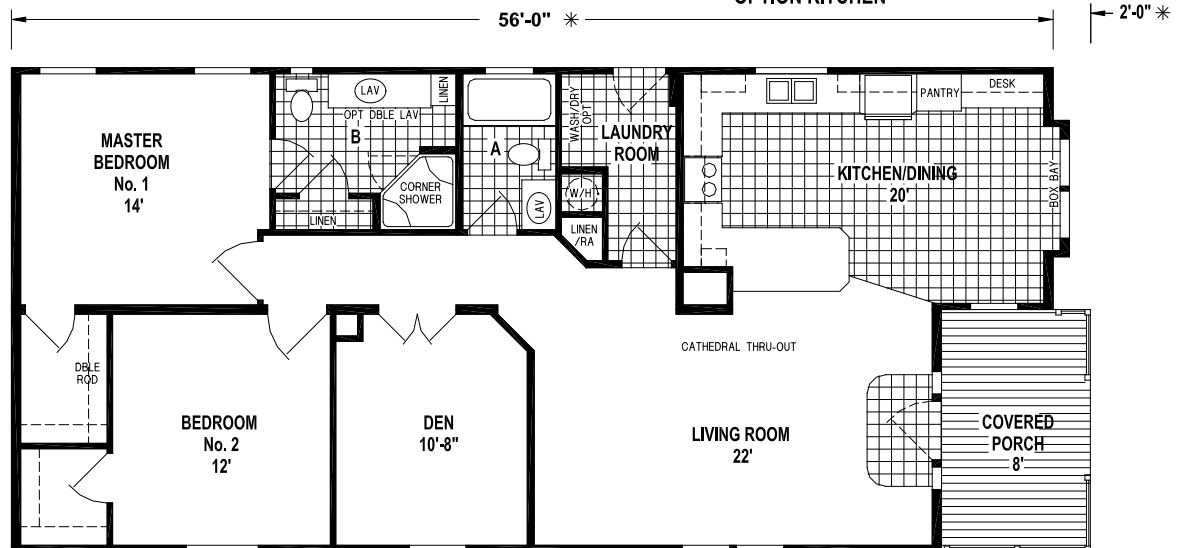 OPTION KITCHEN
56'-0" ✳
2'-0" ✳
MASTER
BEDROOM
No. 1
14'
LAV
LINEN
OPT DBLE LAV
B
CORNER
SHOWER
LINEN
A
LAV
WASH/DRY
OPT
LAUNDRY
ROOM
W/H
LINEN
/RA
PANTRY
DESK
KITCHEN/DINING
20'
BOX BAY
DBLE
ROD
BEDROOM
No. 2
12'
DEN
10'-8"
CATHEDRAL THRU-OUT
LIVING ROOM
22'
COVERED
PORCH
8'